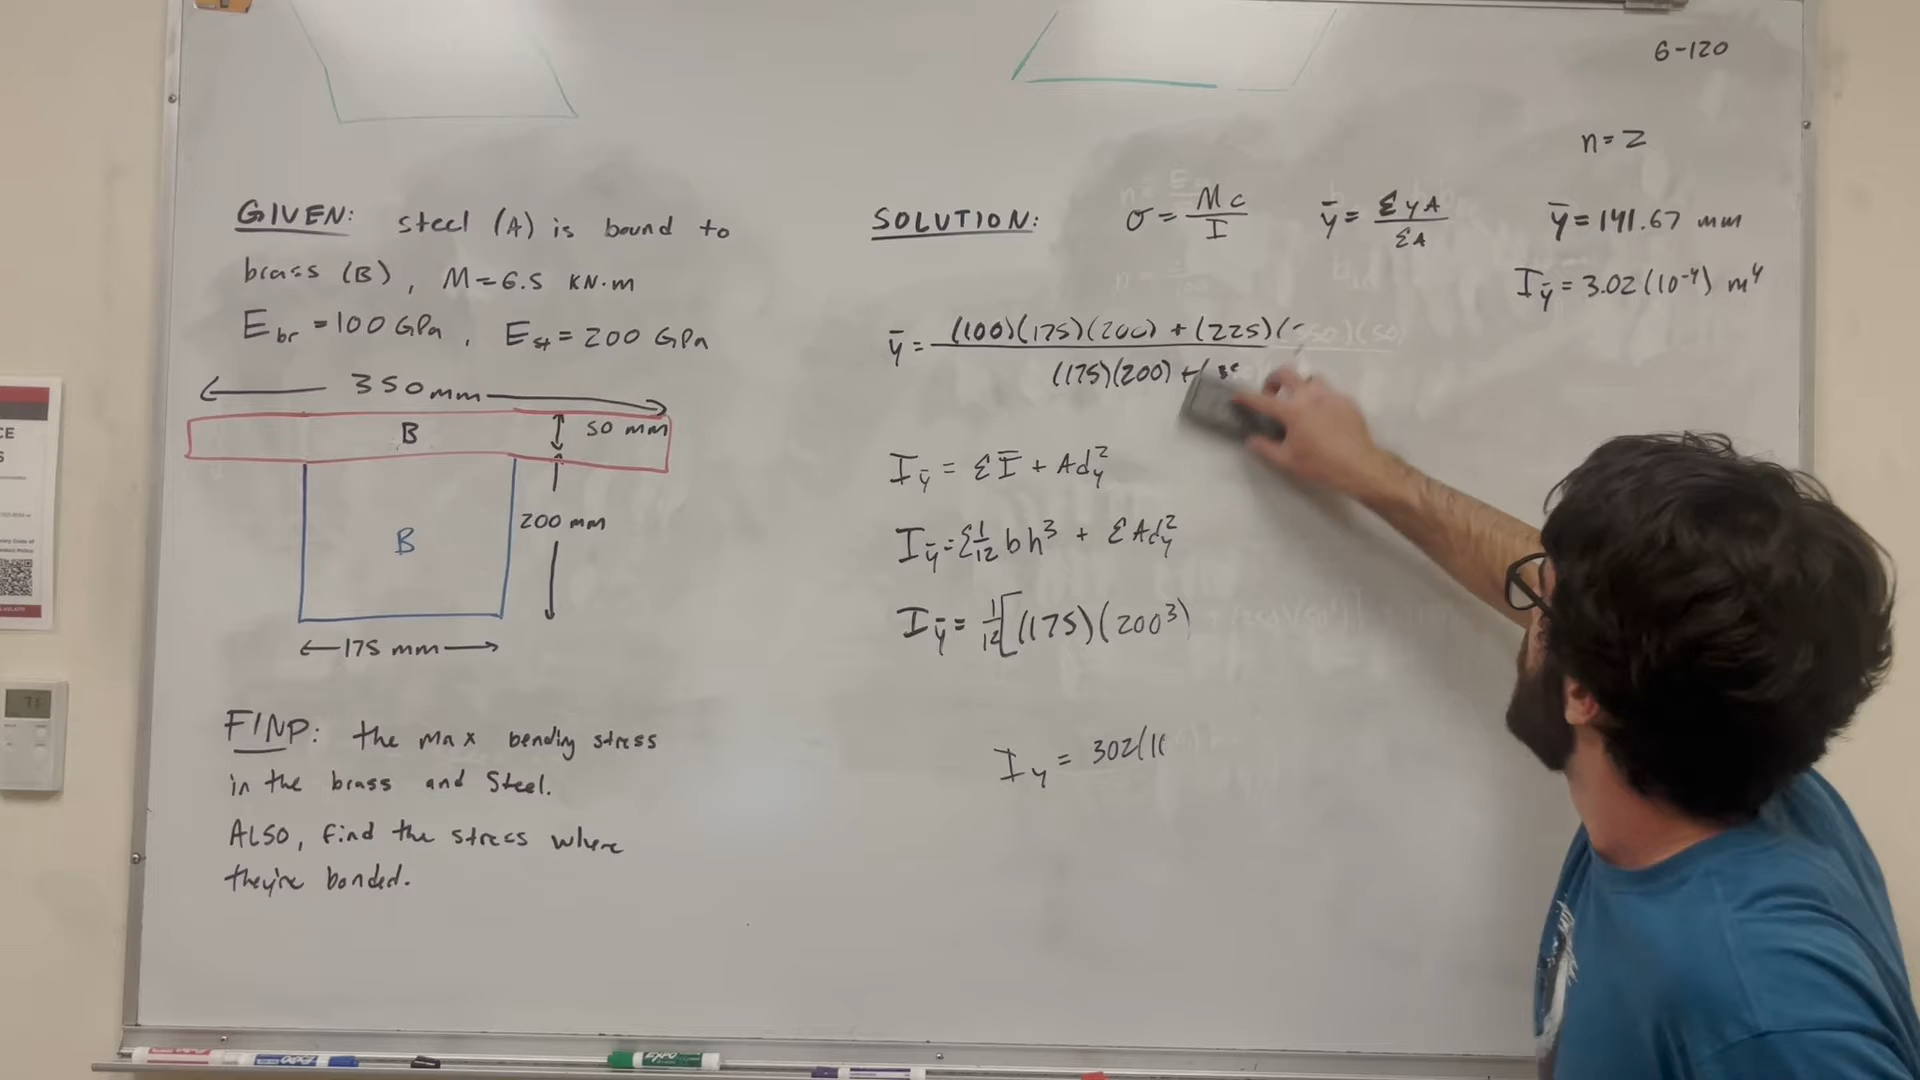 6-120
n=2
GIVEN: steel (A) is bound to
brass (B), M=6.5 KN·m
E_br = 100 GPa, E_st = 200 GPa
350mm
B
50 mm
B
200 mm
175 mm
FIND: the max bending stress
in the brass and steel.
ALSO, find the stress where
they're bonded.
SOLUTION: σ = Mc/I ȳ = ΣyA/ΣA ȳ = 141.67 mm
I_ȳ = 3.02(10⁻⁴) m⁴
ȳ = (100)(175)(200) + (225)(350)(50)
(175)(200) +
I_ȳ = ΣĪ + Ad_y²
I_ȳ = Σ1/12 bh³ + ΣAd_y²
I_ȳ = 1/12[(175)(200³)
I_y = 302(10